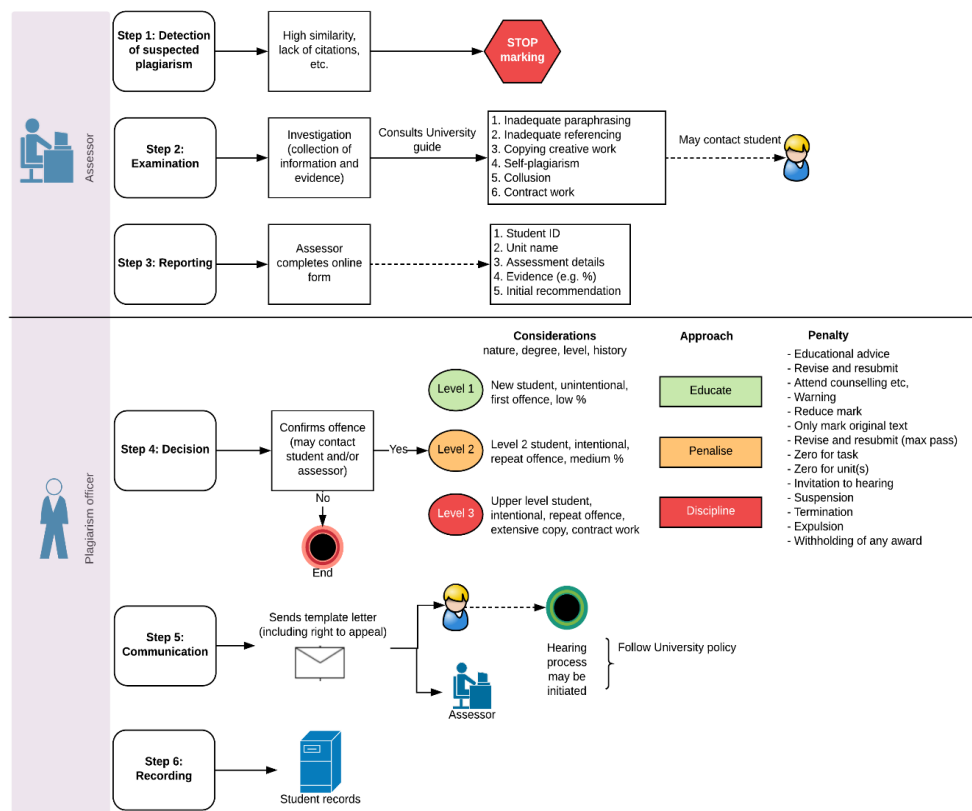 Assessor
Step 1: Detection
of suspected
plagiarism
High similarity,
lack of citations,
etc.
STOP
marking
Step 2:
Examination
Investigation
(collection of
information and
evidence)
Consults University
guide
1. Inadequate paraphrasing
2. Inadequate referencing
3. Copying creative work
4. Self-plagiarism
5. Collusion
6. Contract work
May contact student
Step 3: Reporting
Assessor
completes online
form
1. Student ID
2. Unit name
3. Assessment details
4. Evidence (e.g. %)
5. Initial recommendation
Plagiarism officer
Step 4: Decision
Confirms offence
(may contact
student and/or
assessor)
Yes
No
End
Considerations
nature, degree, level, history
Level 1
New student, unintentional,
first offence, low %
Level 2
Level 2 student, intentional,
repeat offence, medium %
Level 3
Upper level student,
intentional, repeat offence,
extensive copy, contract work
Approach
Educate
Penalise
Discipline
Penalty
- Educational advice
- Revise and resubmit
- Attend counselling etc,
- Warning
- Reduce mark
- Only mark original text
- Revise and resubmit (max pass)
- Zero for task
- Zero for unit(s)
- Invitation to hearing
- Suspension
- Termination
- Expulsion
- Withholding of any award
Step 5:
Communication
Sends template letter
(including right to appeal)
Assessor
Hearing
process
may be
initiated
Follow University policy
Step 6:
Recording
Student records